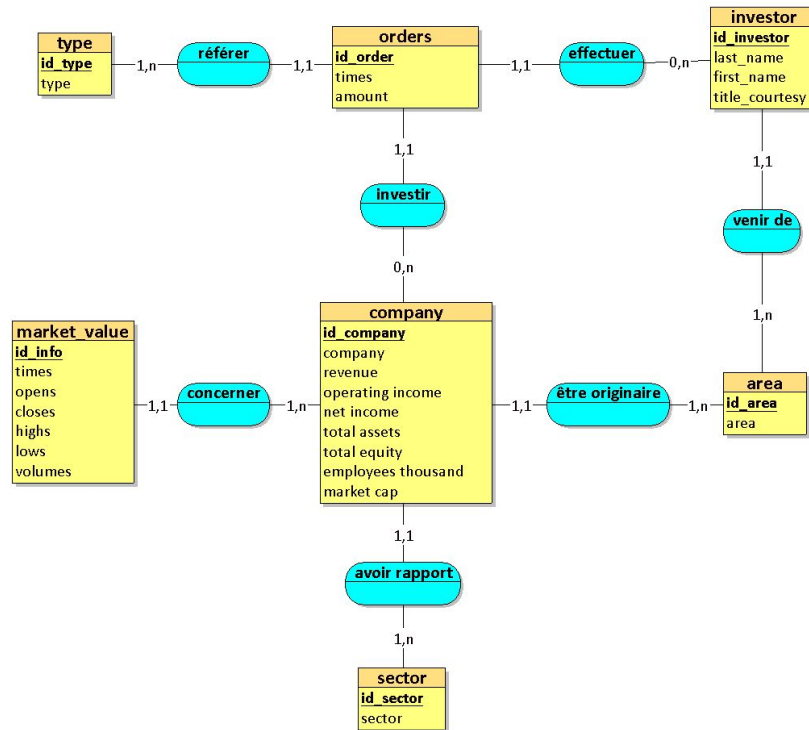 type
id_type
type
1,n
référer
1,1
orders
id_order
times
amount
1,1
effectuer
0,n
investor
id_investor
last_name
first_name
title_courtesy
1,1
investir
0,n
1,1
venir de
1,n
market_value
id_info
times
opens
closes
highs
lows
volumes
1,1
concerner
1,n
company
id_company
company
revenue
operating income
net income
total assets
total equity
employees thousand
market cap
1,1
être originaire
1,n
area
id_area
area
1,1
avoir rapport
1,n
sector
id_sector
sector